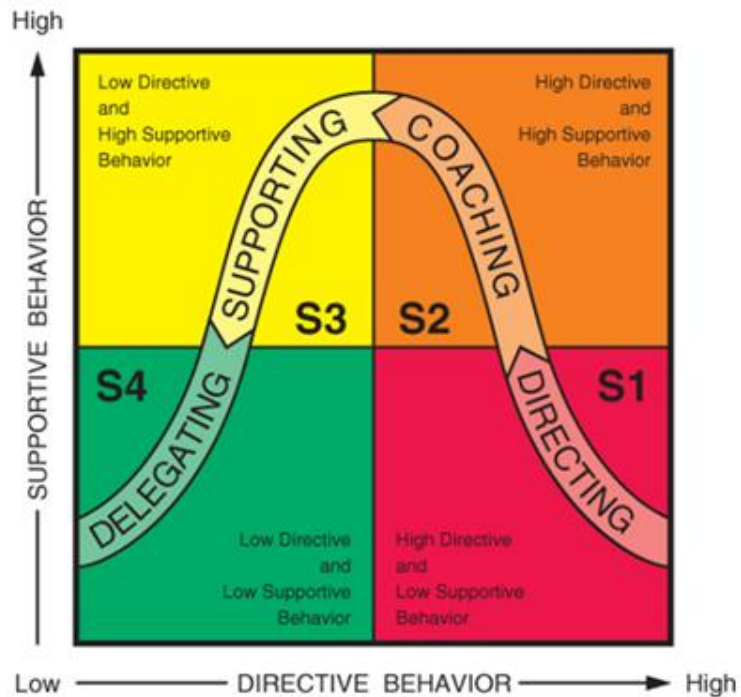 High
SUPPORTIVE BEHAVIOR
Low Directive
and
High Supportive
Behavior
High Directive
and
High Supportive
Behavior
SUPPORTING
COACHING
S3
S2
S4
S1
DELEGATING
DIRECTING
Low Directive
and
Low Supportive
Behavior
High Directive
and
Low Supportive
Behavior
Low
DIRECTIVE BEHAVIOR
High